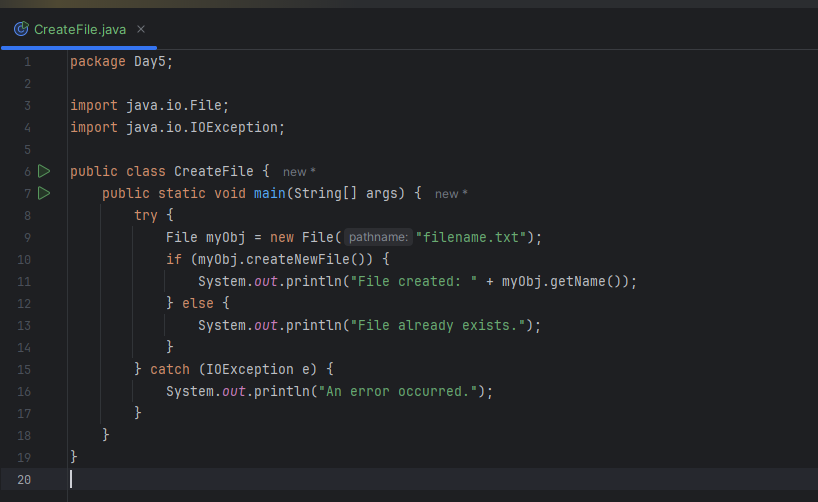 CreateFile.java ×
1 package Day5;
2
3 import java.io.File;
4 import java.io.IOException;
5
6 public class CreateFile { new *
7     public static void main(String[] args) { new *
8         try {
9             File myObj = new File( pathname: "filename.txt");
10             if (myObj.createNewFile()) {
11                 System.out.println("File created: " + myObj.getName());
12             } else {
13                 System.out.println("File already exists.");
14             }
15         } catch (IOException e) {
16             System.out.println("An error occurred.");
17         }
18     }
19 }
20